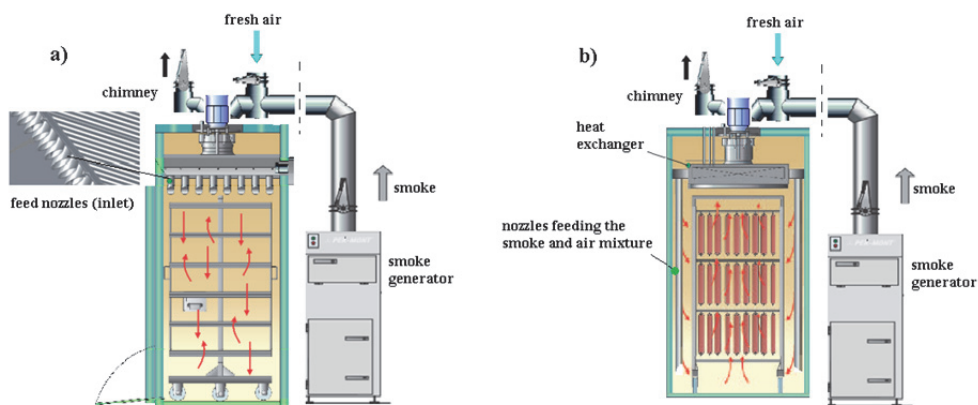 a)
fresh air
chimney
feed nozzles (inlet)
smoke
smoke
generator
b)
fresh air
chimney
heat
exchanger
nozzles feeding the
smoke and air mixture
smoke
smoke
generator